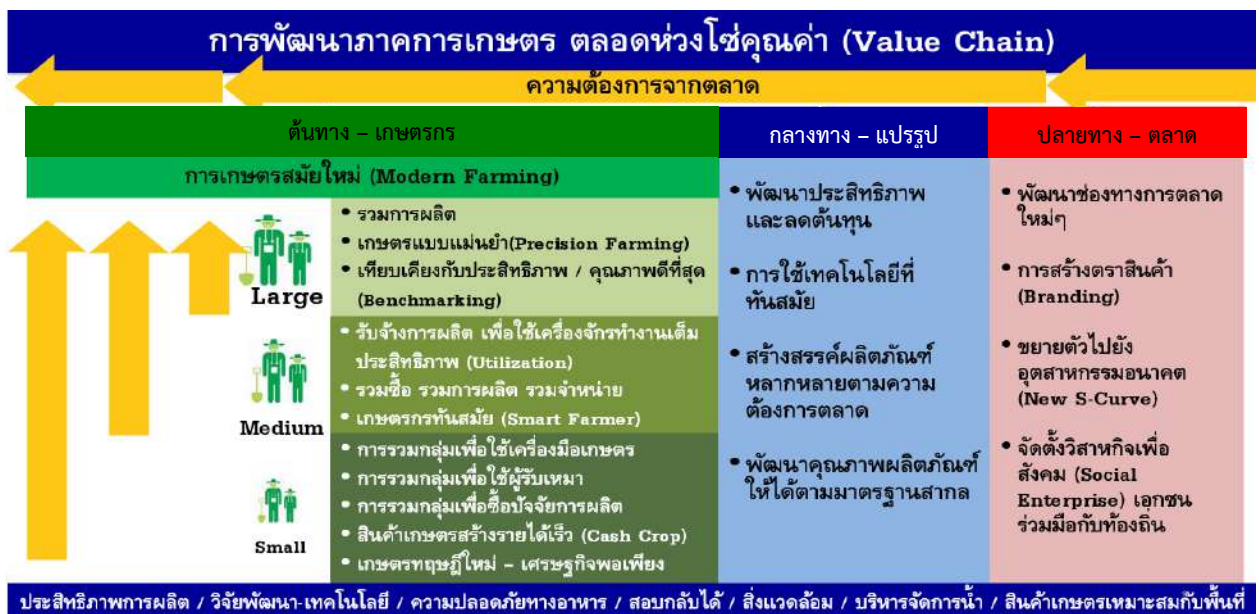 การพัฒนาภาคการเกษตร ตลอดห่วงโซ่คุณค่า (Value Chain)
ความต้องการจากตลาด
ต้นทาง – เกษตรกร
การเกษตรสมัยใหม่ (Modern Farming)
Large
• รวมการผลิต
• เกษตรแบบแม่นยำ(Precision Farming)
• เทียบเคียงกับประสิทธิภาพ / คุณภาพดีที่สุด
(Benchmarking)
Medium
• รับจ้างการผลิต เพื่อใช้เครื่องจักรทำงานเต็ม
ประสิทธิภาพ (Utilization)
• รวมซื้อ รวมการผลิต รวมจำหน่าย
• เกษตรกรทันสมัย (Smart Farmer)
Small
• การรวมกลุ่มเพื่อใช้เครื่องมือเกษตร
• การรวมกลุ่มเพื่อใช้ผู้รับเหมา
• การรวมกลุ่มเพื่อซื้อปัจจัยการผลิต
• สินค้าเกษตรสร้างรายได้เร็ว (Cash Crop)
• เกษตรทฤษฎีใหม่ – เศรษฐกิจพอเพียง
กลางทาง – แปรรูป
• พัฒนาประสิทธิภาพ
และลดต้นทุน
• การใช้เทคโนโลยีที่
ทันสมัย
• สร้างสรรค์ผลิตภัณฑ์
หลากหลายตามความ
ต้องการตลาด
• พัฒนาคุณภาพผลิตภัณฑ์
ให้ได้ตามมาตรฐานสากล
ปลายทาง – ตลาด
• พัฒนาช่องทางการตลาด
ใหม่ๆ
• การสร้างตราสินค้า
(Branding)
• ขยายตัวไปยัง
อุตสาหกรรมอนาคต
(New S-Curve)
• จัดตั้งวิสาหกิจเพื่อ
สังคม (Social
Enterprise) เอกชน
ร่วมมือกับท้องถิ่น
ประสิทธิภาพการผลิต / วิจัยพัฒนา-เทคโนโลยี / ความปลอดภัยทางอาหาร / สอบกลับได้ / สิ่งแวดล้อม / บริหารจัดการน้ำ / สินค้าเกษตรเหมาะสมกับพื้นที่